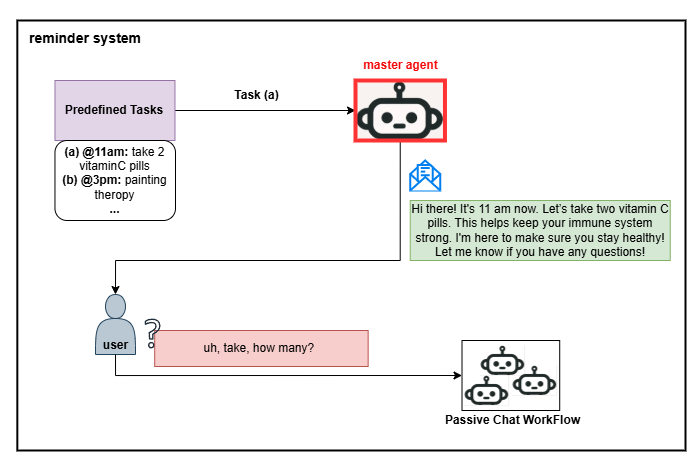 reminder system
master agent
Predefined Tasks
Task (a)
(a) @11am: take 2
vitaminC pills
(b) @3pm: painting
theropy
...
Hi there! It's 11 am now. Let's take two vitamin C
pills. This helps keep your immune system
strong. I'm here to make sure you stay healthy!
Let me know if you have any questions!
user
?
uh, take, how many?
Passive Chat WorkFlow